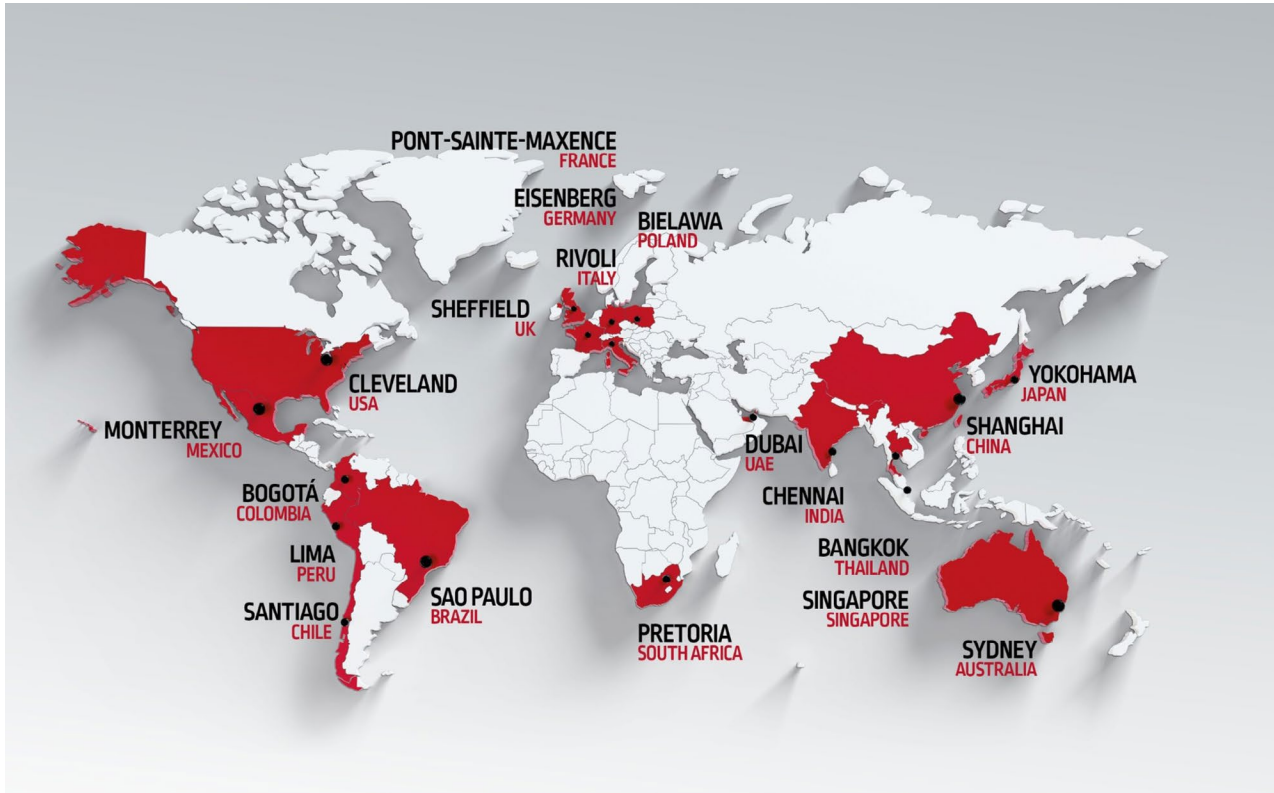 PONT-SAINTE-MAXENCE
FRANCE
EISENBERG
GERMANY
BIELAWA
POLAND
RIVOLI
ITALY
SHEFFIELD
UK
CLEVELAND
USA
MONTERREY
MEXICO
YOKOHAMA
JAPAN
SHANGHAI
CHINA
DUBAI
UAE
CHENNAI
INDIA
BOGOTÁ
COLOMBIA
LIMA
PERU
BANGKOK
THAILAND
SANTIAGO
CHILE
SAO PAULO
BRAZIL
SINGAPORE
SINGAPORE
PRETORIA
SOUTH AFRICA
SYDNEY
AUSTRALIA